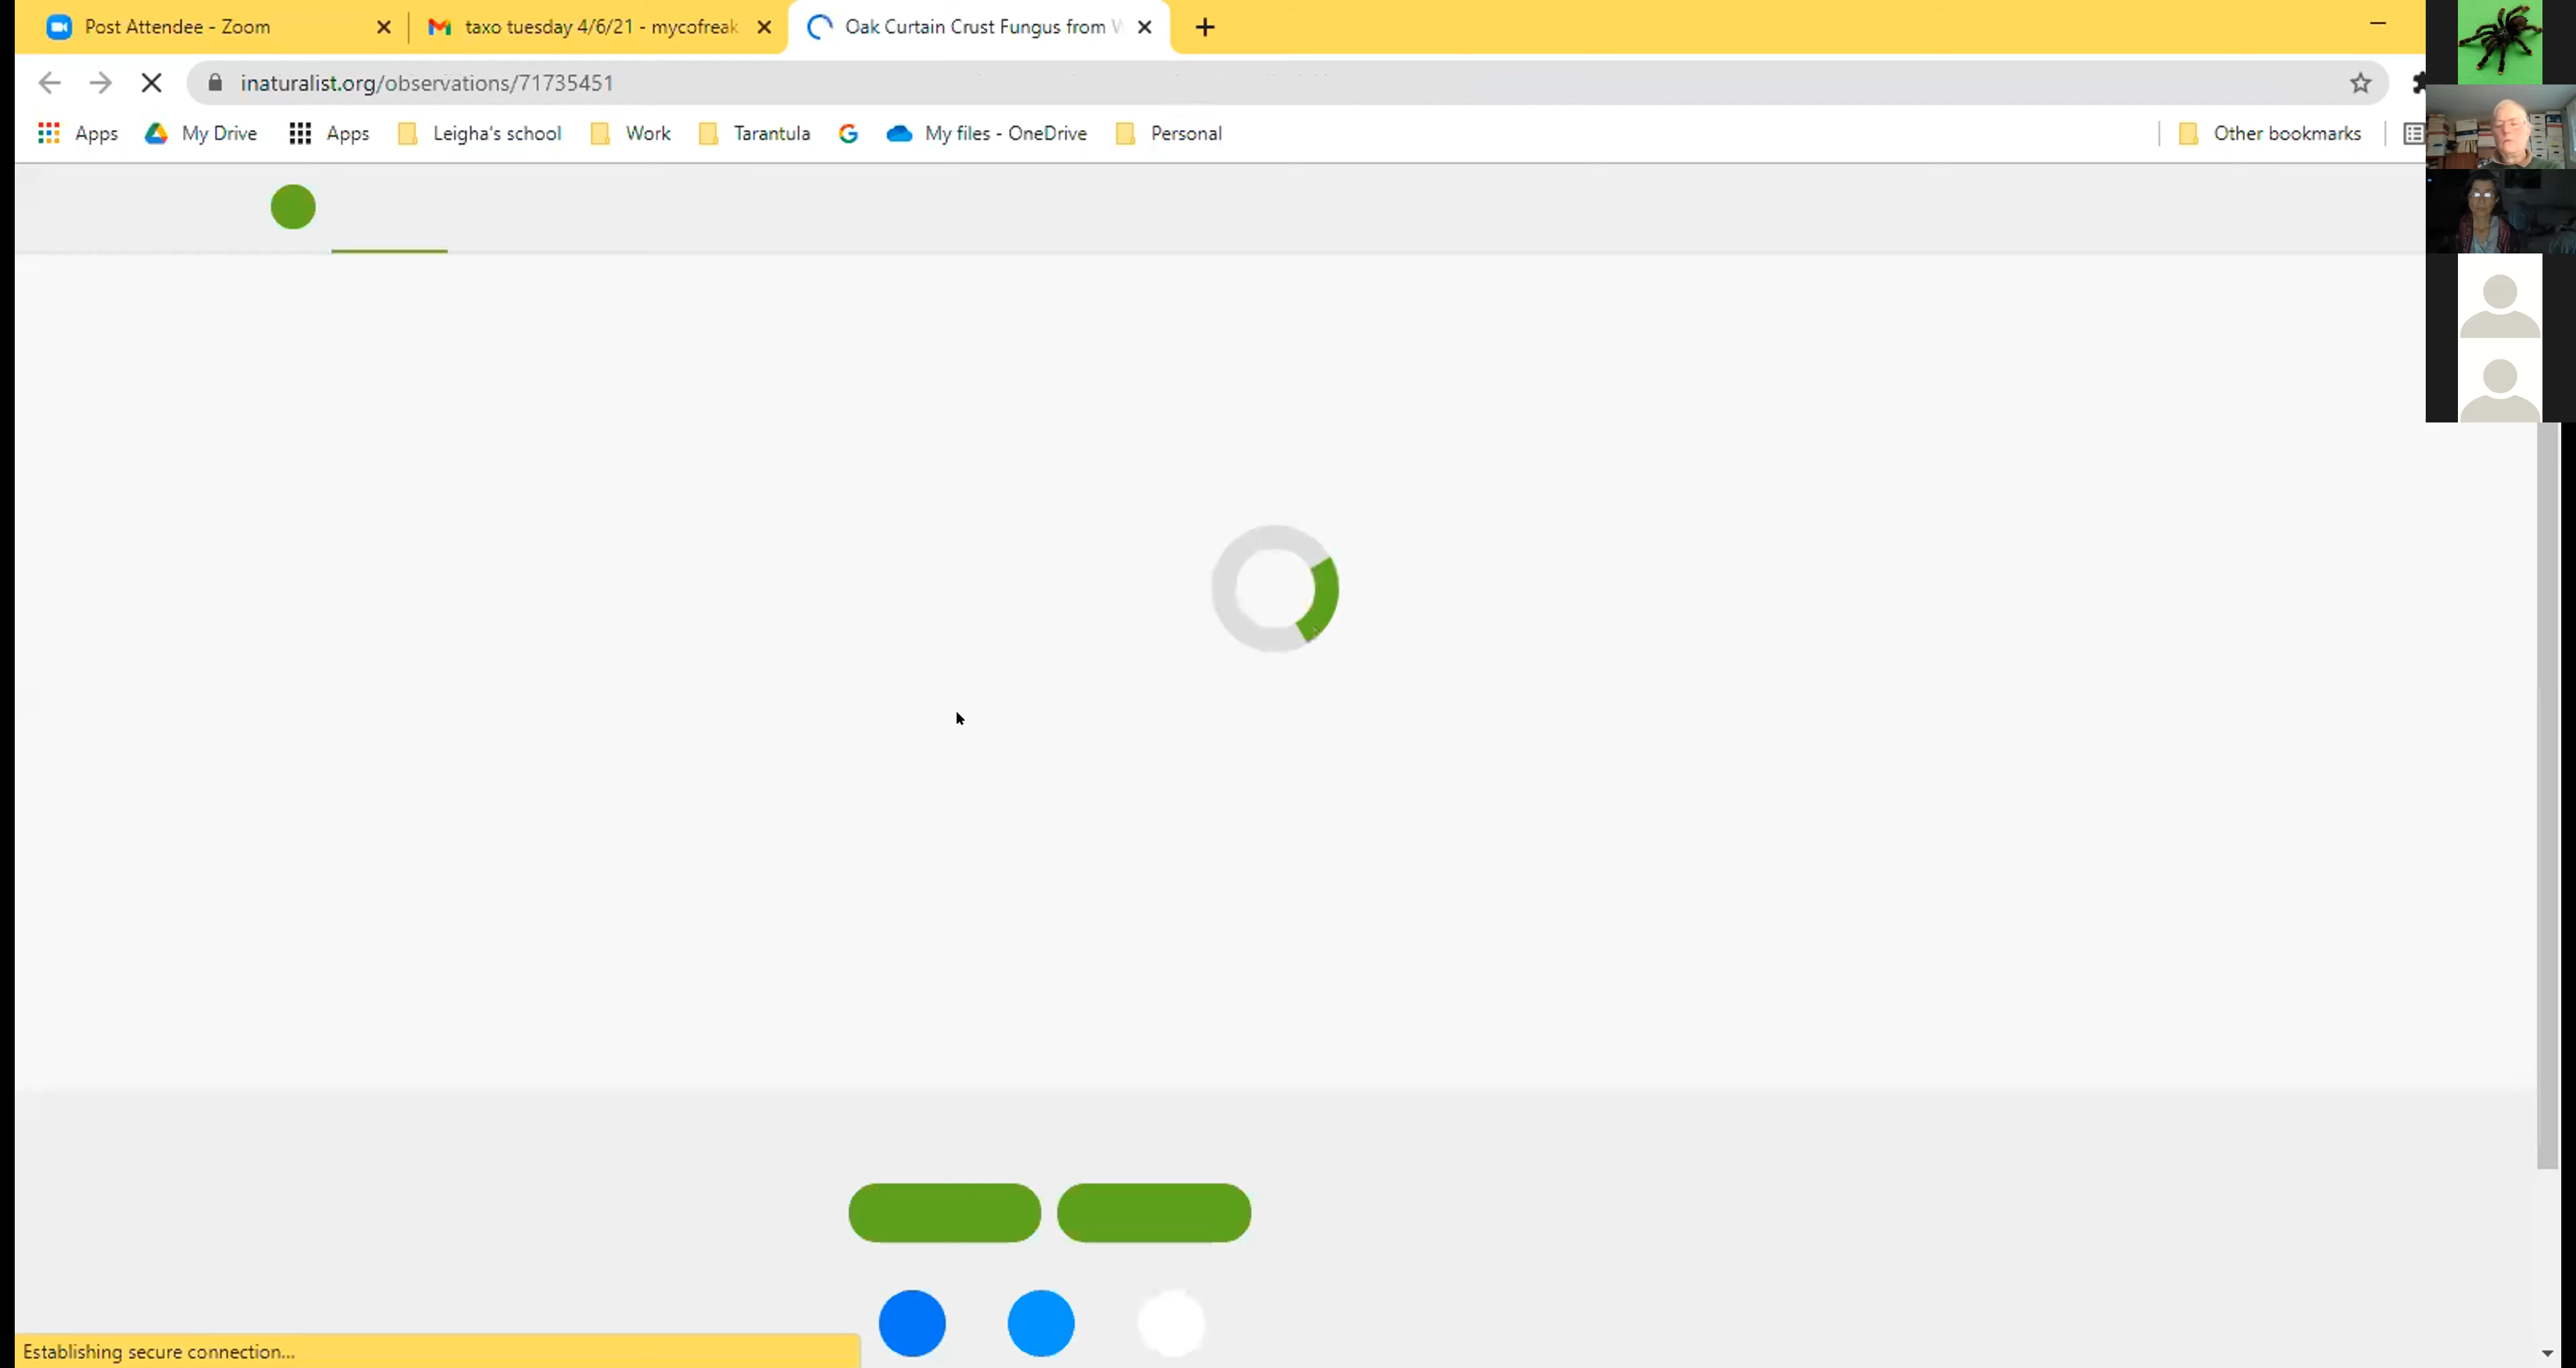 Post Attendee - Zoom
taxo tuesday 4/6/21 - mycofreak
Oak Curtain Crust Fungus from W
inaturalist.org/observations/71735451
Apps
My Drive
Apps
Leigha's school
Work
Tarantula
My files - OneDrive
Personal
Other bookmarks
Establishing secure connection...